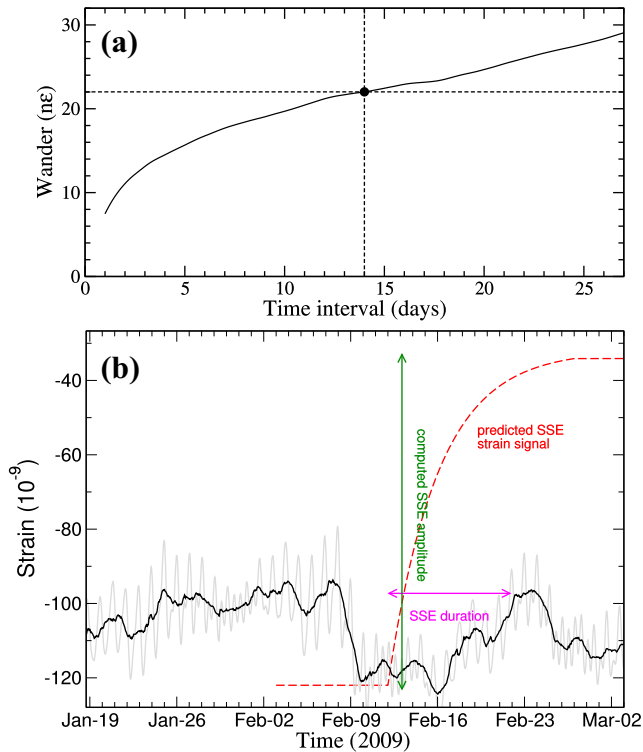 (a)
Wander (nε)
30
20
10
0
0 5 10 15 20 25
Time interval (days)
(b)
Strain (10⁻⁹)
-40
-60
-80
-100
-120
predicted SSE
strain signal
computed SSE amplitude
SSE duration
Jan-19 Jan-26 Feb-02 Feb-09 Feb-16 Feb-23 Mar-02
Time (2009)